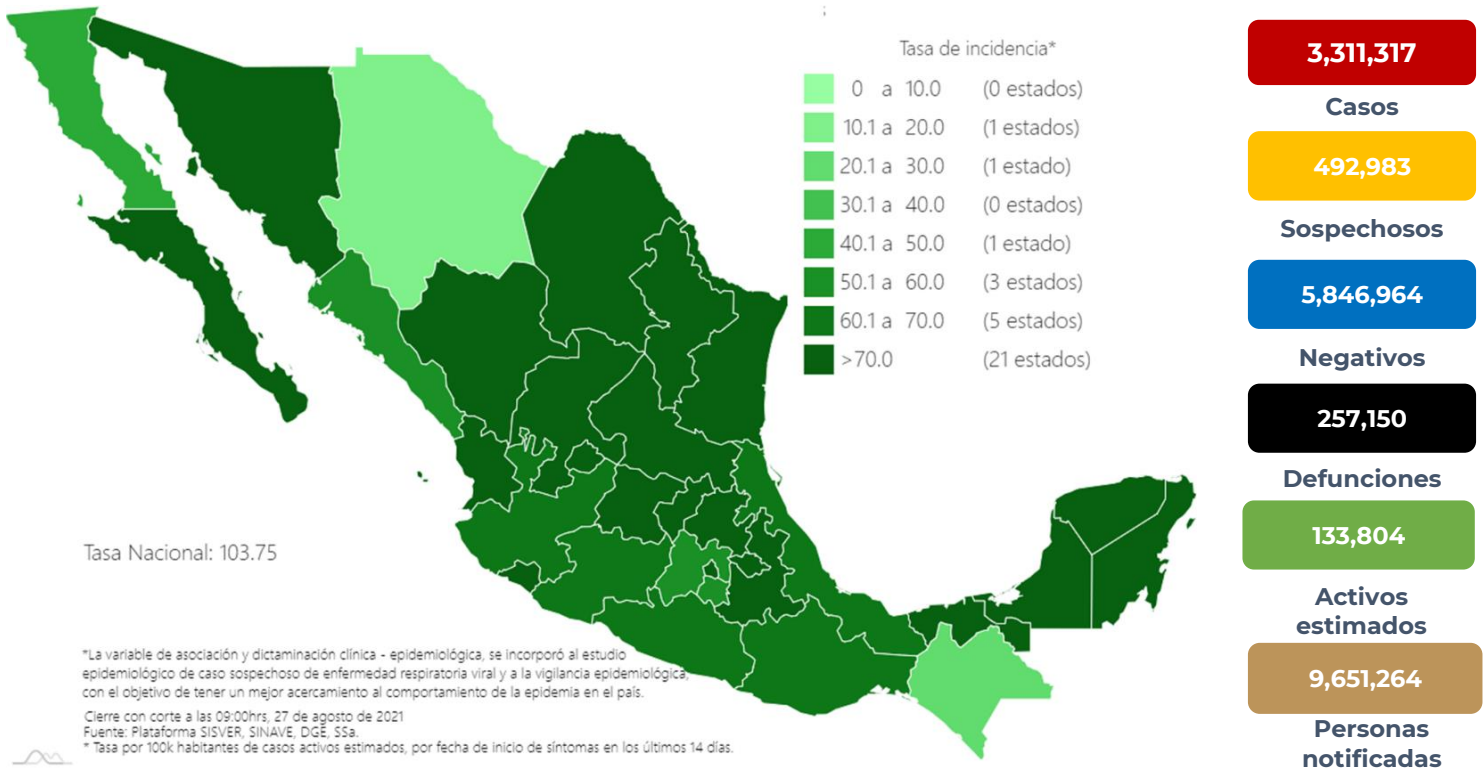 Tasa de incidencia*
0 a 10.0 (0 estados)
10.1 a 20.0 (1 estados)
20.1 a 30.0 (1 estado)
30.1 a 40.0 (0 estados)
40.1 a 50.0 (1 estado)
50.1 a 60.0 (3 estados)
60.1 a 70.0 (5 estados)
>70.0 (21 estados)
Tasa Nacional: 103.75
*La variable de asociación y dictaminación clínica - epidemiológica, se incorporó al estudio
epidemiológico de caso sospechoso de enfermedad respiratoria viral y a la vigilancia epidemiológica,
con el objetivo de tener un mejor acercamiento al comportamiento de la epidemia en el país.
Cierre con corte a las 09:00hrs, 27 de agosto de 2021
Fuente: Plataforma SISVER, SINAVE, DGE, SSa.
* Tasa por 100k habitantes de casos activos estimados, por fecha de inicio de síntomas en los últimos 14 días.
3,311,317
Casos
492,983
Sospechosos
5,846,964
Negativos
257,150
Defunciones
133,804
Activos
estimados
9,651,264
Personas
notificadas